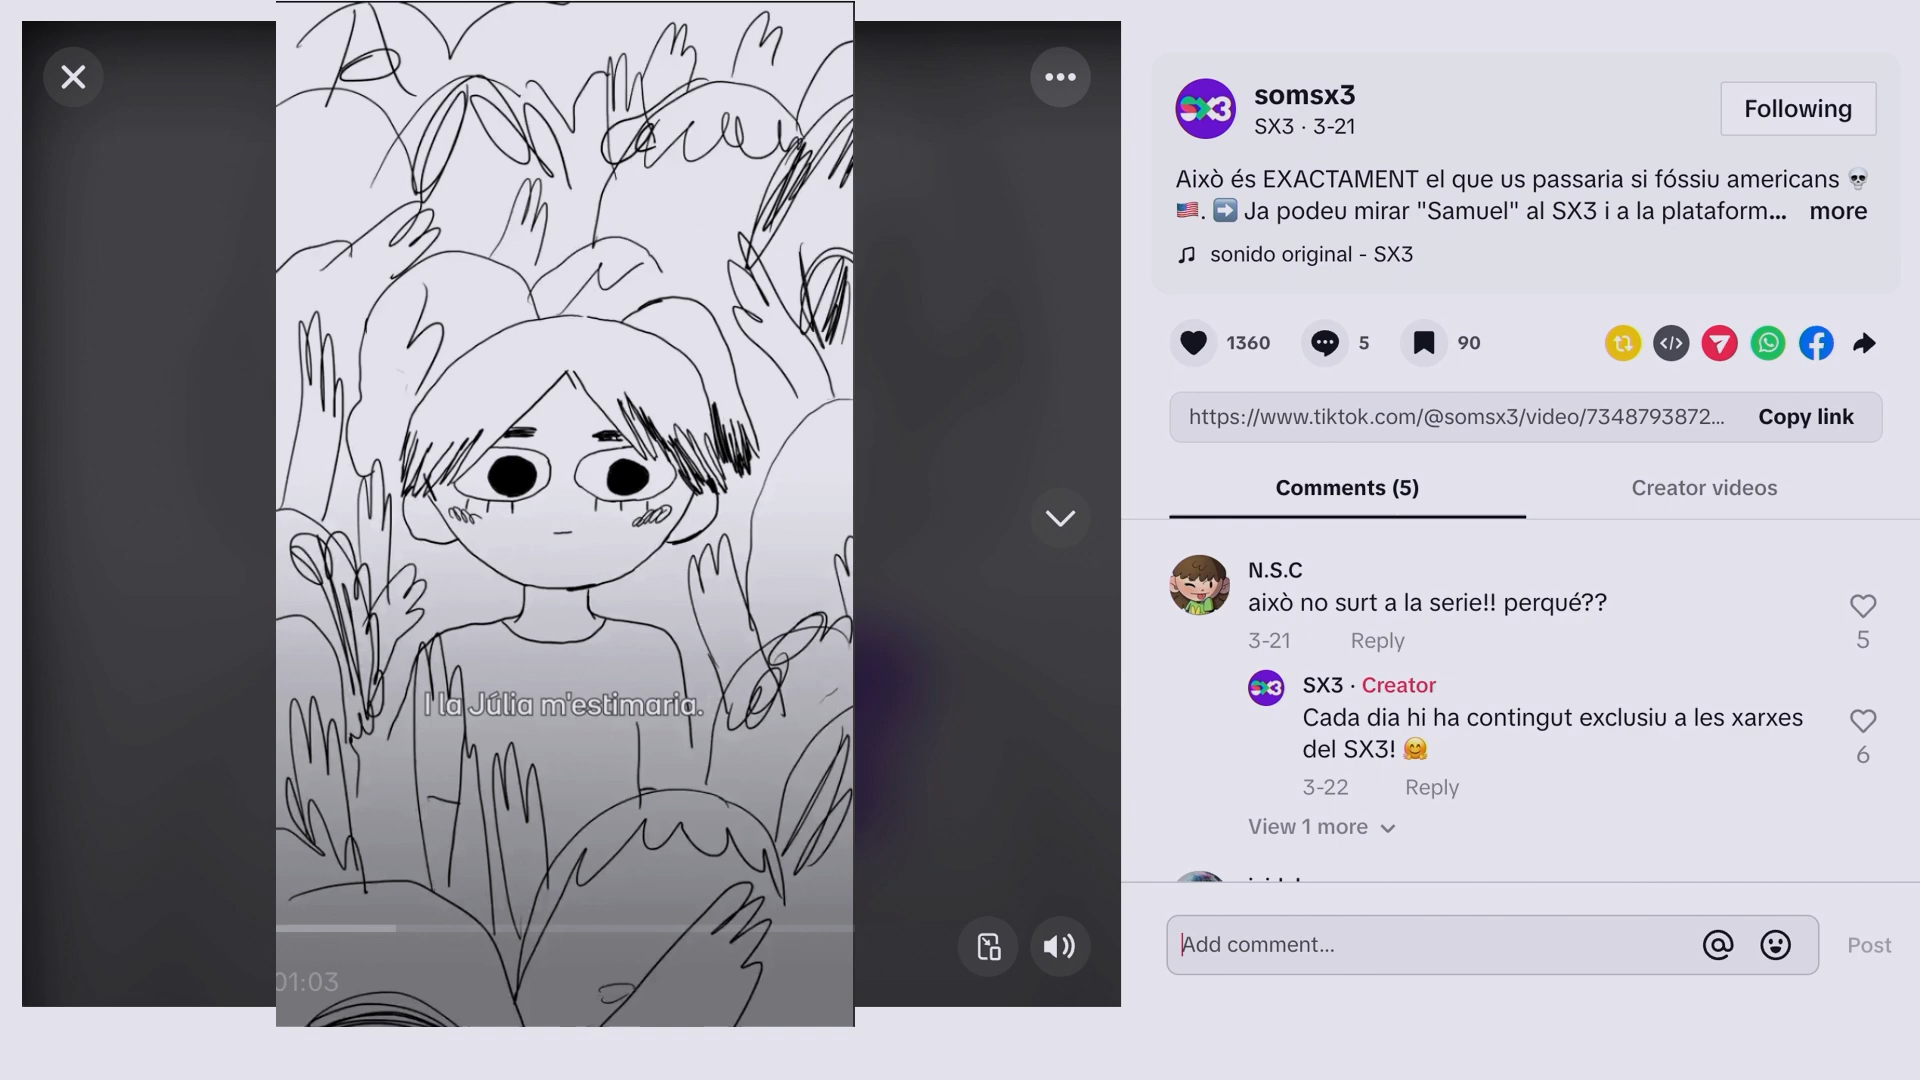 I la Júlia m'estimaria.
01:03
SX3
somsx3
SX3 · 3-21
Following
Això és EXACTAMENT el que us passaria si fóssiu americans 💀
🇺🇸. ➡️ Ja podeu mirar "Samuel" al SX3 i a la plataform... more
sonido original - SX3
1360
5
90
https://www.tiktok.com/@somsx3/video/7348793872... Copy link
Comments (5)
Creator videos
N.S.C
això no surt a la serie!! perqué??
3-21 Reply
5
SX3
SX3 · Creator
Cada dia hi ha contingut exclusiu a les xarxes
del SX3! 🤗
6
3-22 Reply
View 1 more
Add comment...
Post